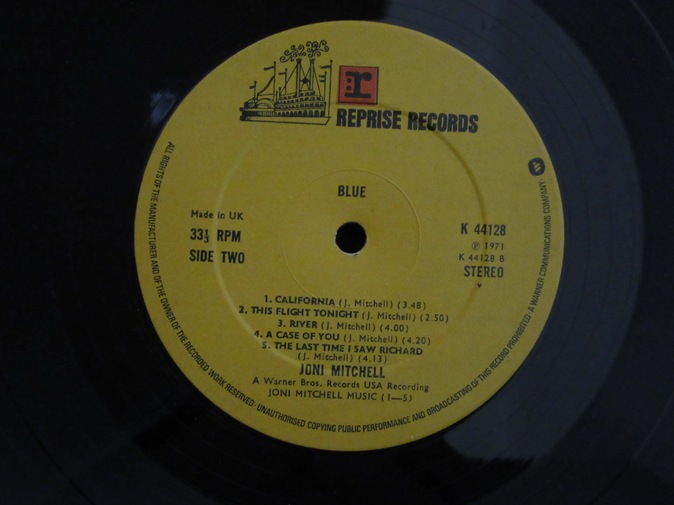 r
REPRISE RECORDS
BLUE
Made in UK
33⅓ RPM
SIDE TWO
K 44128
℗ 1971
K 44128 B
STEREO
1. CALIFORNIA (J. Mitchell) (3.48)
2. THIS FLIGHT TONIGHT (J. Mitchell) (2.50)
3. RIVER (J. Mitchell) (4.00)
4. A CASE OF YOU (J. Mitchell) (4.20)
5. THE LAST TIME I SAW RICHARD
(J. Mitchell) (4.13)
JONI MITCHELL
A Warner Bros. Records USA Recording
JONI MITCHELL MUSIC (1—5)
ALL RIGHTS OF THE MANUFACTURER AND OF THE OWNER OF THE RECORDED WORK RESERVED · UNAUTHORISED COPYING PUBLIC PERFORMANCE AND BROADCASTING OF THIS RECORD PROHIBITED · A WARNER COMMUNICATIONS COMPANY ·